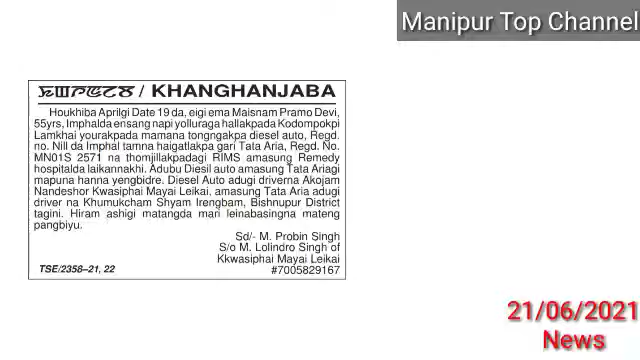 Manipur Top Channel
/ KHANGHANJABA
Houkhiba Aprilgi Date 19 da, eigi ema Maisnam Pramo Devi,
55yrs, Imphalda ensang napi yolluraga hallakpada Kodompokpi
Lamkhai yourakpada mamana tongngakpa diesel auto, Regd.
no. Nill da Imphal tamna haigatlakpa gari Tata Aria, Regd. No.
MN01S 2571 na thomjillakpadagi RIMS amasung Remedy
hospitalda laikannakhi. Adubu Diesil auto amasung Tata Ariagi
mapuna hanna yengbidre. Diesel Auto adugi driverna Akojam
Nandeshor Kwasiphai Mayai Leikai, amasung Tata Aria adugi
driver na Khumukcham Shyam Irengbam, Bishnupur District
tagini. Hiram ashigi matangda mari leinabasingna mateng
pangbiyu.
Sd/- M. Probin Singh
S/o M. Lolindro Singh of
Kkwasiphai Mayai Leikai
TSE/2358–21, 22 #7005829167
21/06/2021
News